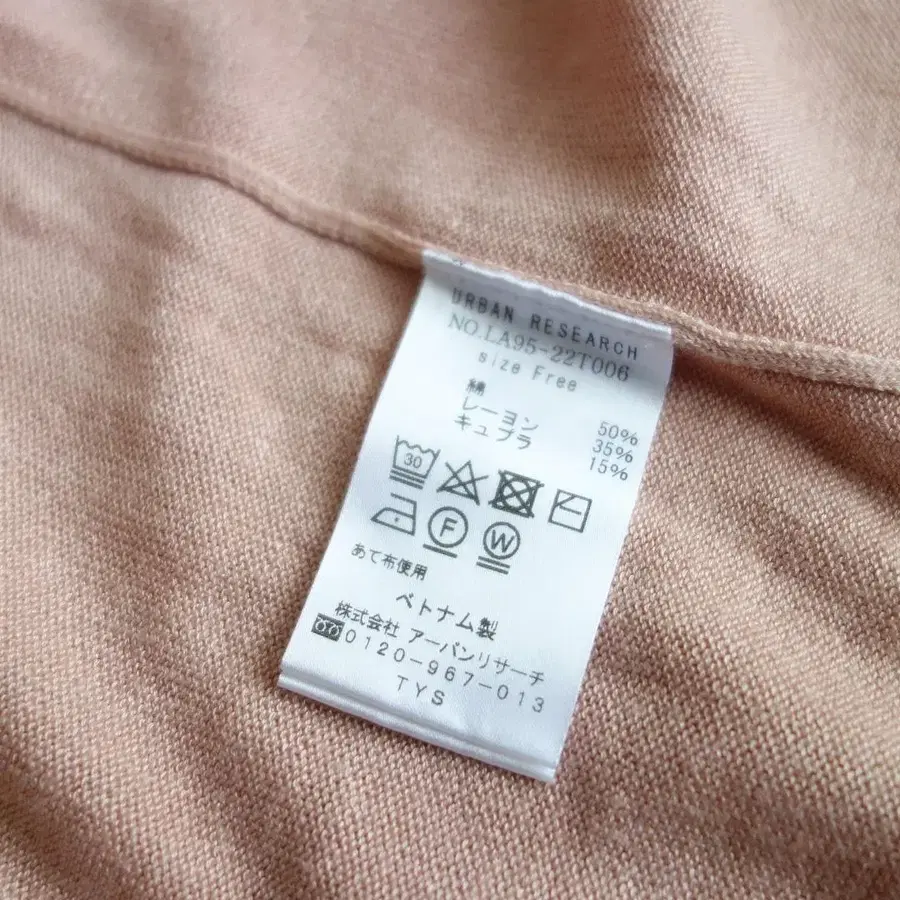 URBAN RESEARCH
NO.LA95-22T006
size Free
綿 50%
レーヨン 35%
キュプラ 15%
30
F W
あて布使用
ベトナム製
株式会社 アーバンリサーチ
0120-967-013
TYS